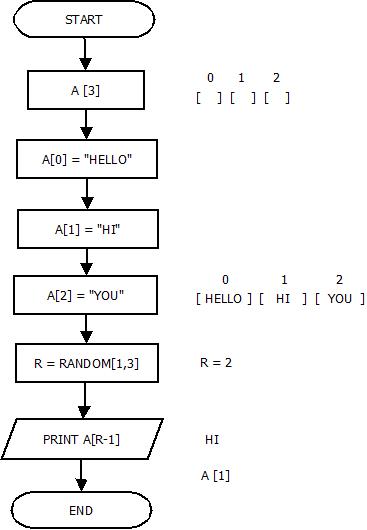 START
A [3]
0 1 2
[ ] [ ] [ ]
A[0] = "HELLO"
A[1] = "HI"
A[2] = "YOU"
0 1 2
[ HELLO ] [ HI ] [ YOU ]
R = RANDOM[1,3]
R = 2
PRINT A[R-1]
HI
A [1]
END